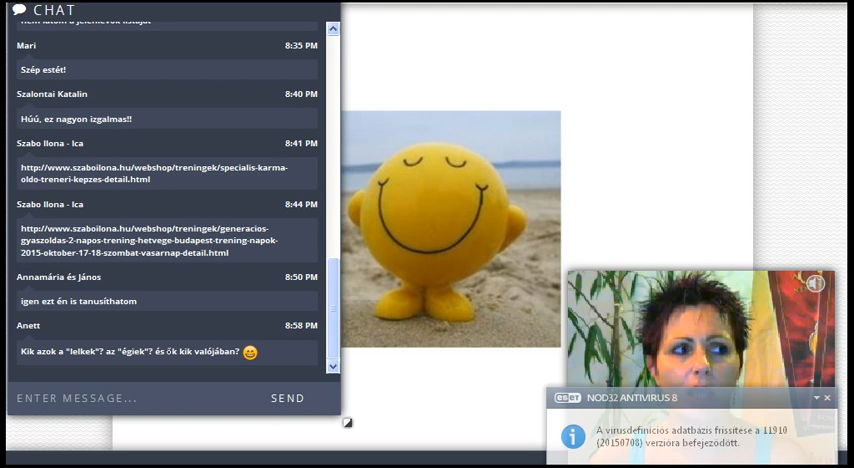 CHAT
nem látom a jelenlévők listáját
Mari 8:35 PM
Szép estét!
Szalontai Katalin 8:40 PM
Húú, ez nagyon izgalmas!!
Szabo Ilona - Ica 8:41 PM
http://www.szaboilona.hu/webshop/treningek/specialis-karma-
oldo-treneri-kepzes-detail.html
Szabo Ilona - Ica 8:44 PM
http://www.szaboilona.hu/webshop/treningek/generacios-
gyaszoldas-2-napos-trening-hetvege-budapest-trening-napok-
2015-oktober-17-18-szombat-vasarnap-detail.html
Annamária és János 8:50 PM
igen ezt én is tanusíthatom
Anett 8:58 PM
Kik azok a "lelkek"? az "égiek"? és ők kik valójában?
ENTER MESSAGE... SEND
eset NOD32 ANTIVIRUS 8
A vírusdefiníciós adatbázis frissítése a 11910
(20150708) verzióra befejeződött.